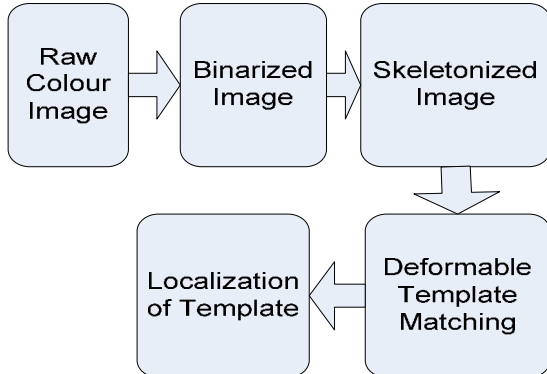 Raw
Colour
Image
Binarized
Image
Skeletonized
Image
Localization
of Template
Deformable
Template
Matching